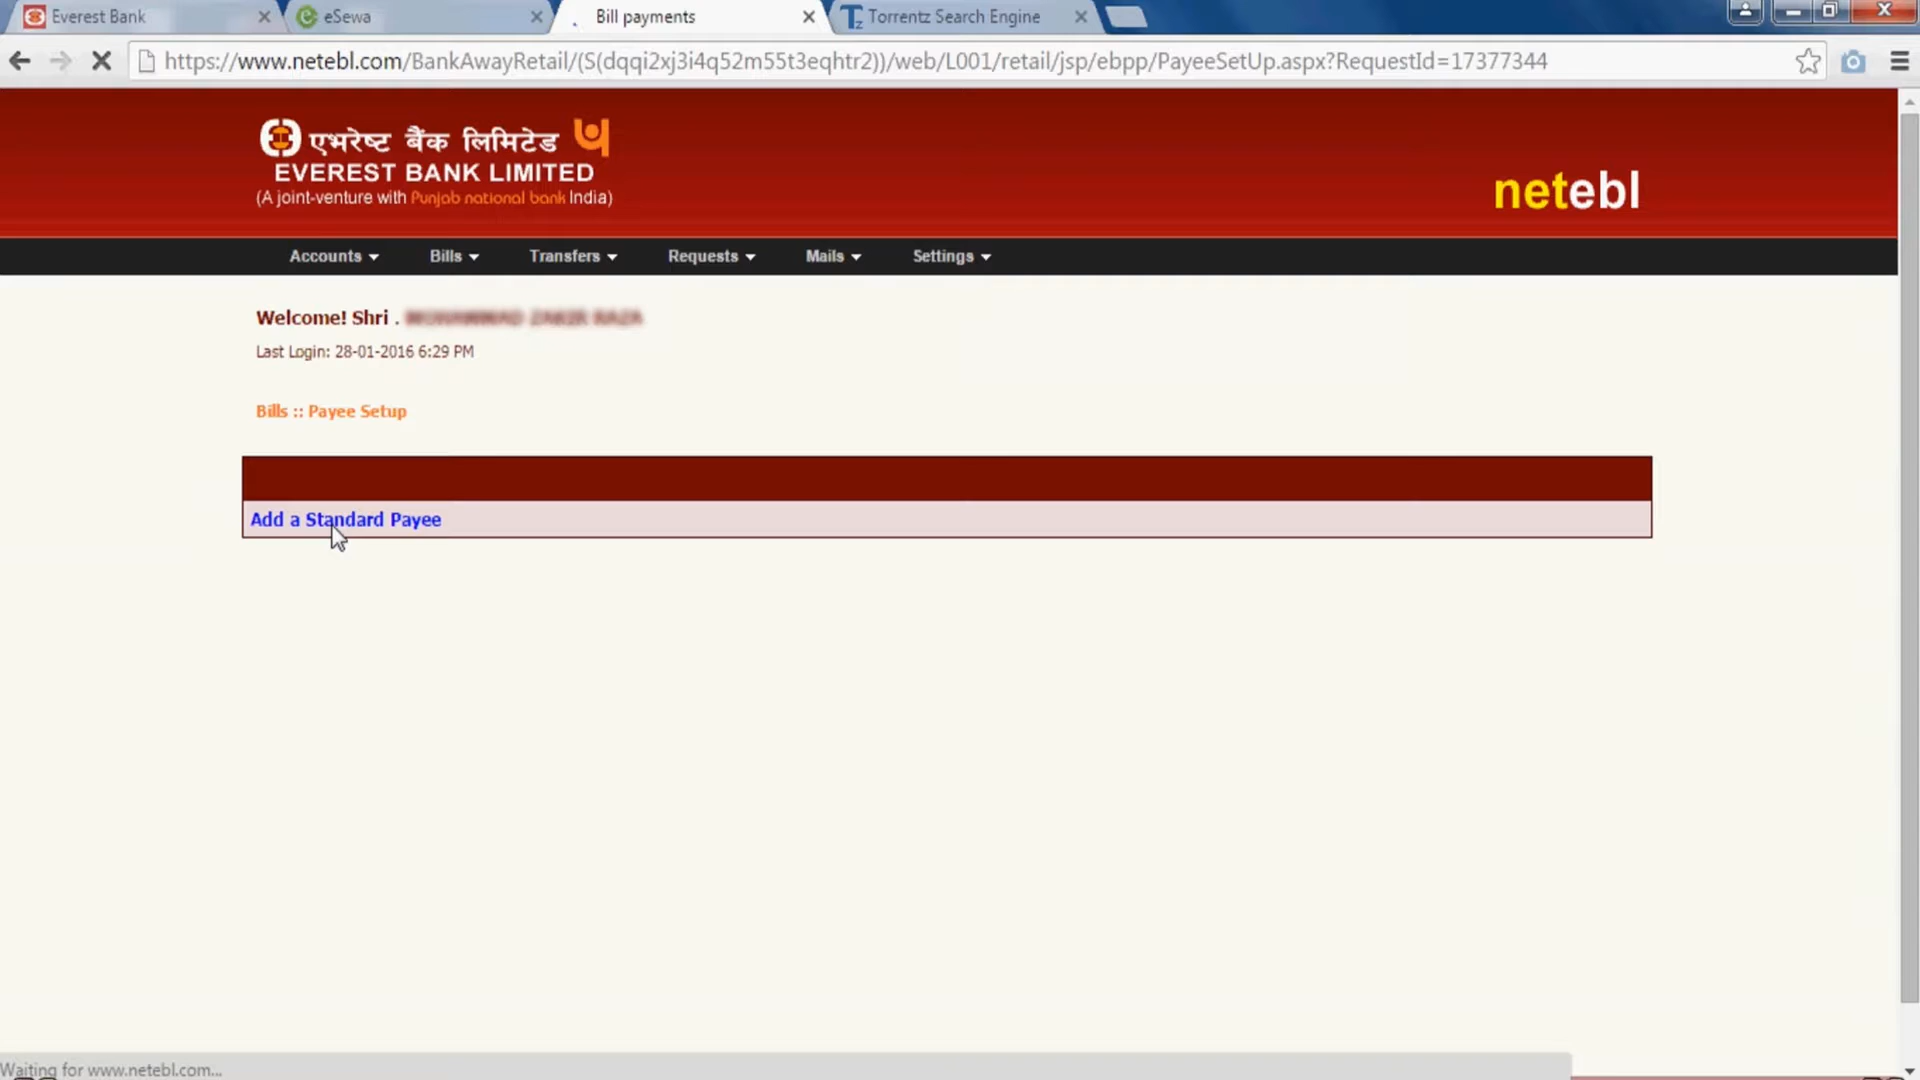 Everest Bank
eSewa
Bill payments
Torrentz Search Engine
https://www.netebl.com/BankAwayRetail/(S(dqqi2xj3i4q52m55t3eqhtr2))/web/L001/retail/jsp/ebpp/PayeeSetUp.aspx?RequestId=17377344
एभरेष्ट बैंक लिमिटेड
EVEREST BANK LIMITED
(A joint-venture with Punjab national bank India)
netebl
Accounts Bills Transfers Requests Mails Settings
Welcome! Shri .
Last Login: 28-01-2016 6:29 PM
Bills :: Payee Setup
Add a Standard Payee
Waiting for www.netebl.com...